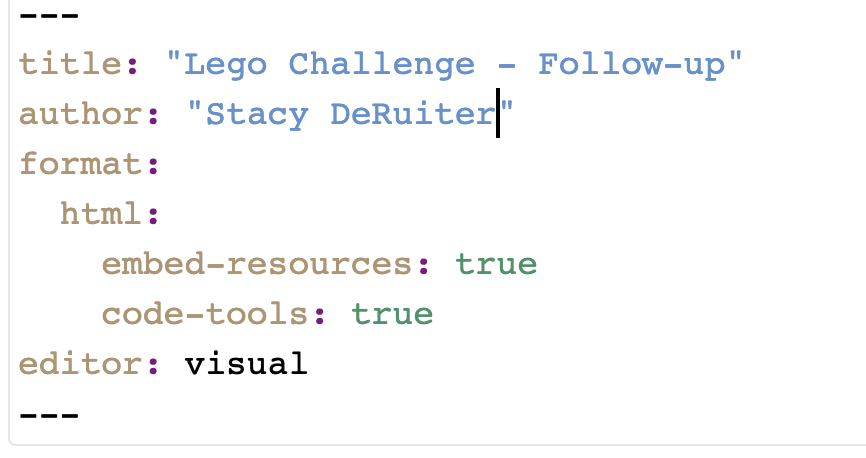 ---
title: "Lego Challenge - Follow-up"
author: "Stacy DeRuiter"
format:
  html:
    embed-resources: true
    code-tools: true
editor: visual
---